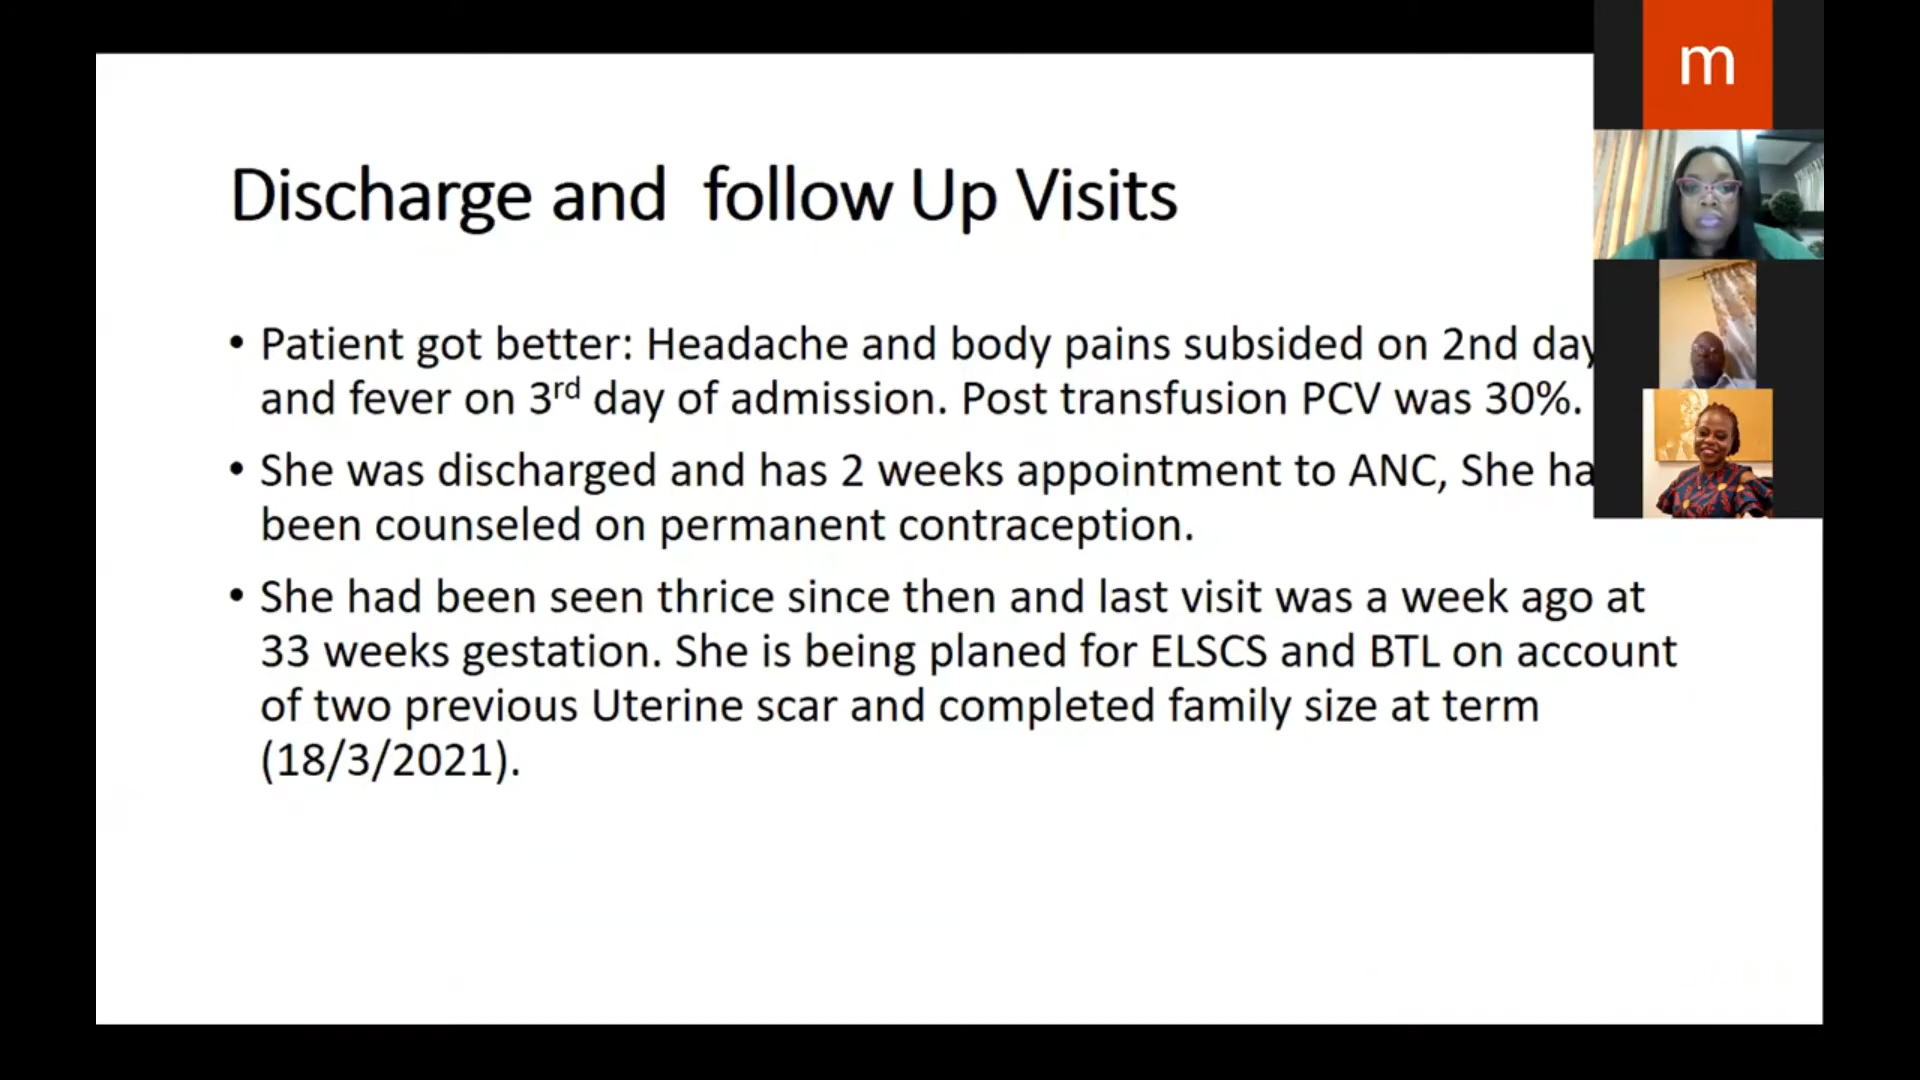 m
Discharge and follow Up Visits
• Patient got better: Headache and body pains subsided on 2nd day
and fever on 3rd day of admission. Post transfusion PCV was 30%.
• She was discharged and has 2 weeks appointment to ANC, She
been counseled on permanent contraception.
• She had been seen thrice since then and last visit was a week ago at
33 weeks gestation. She is being planed for ELSCS and BTL on account
of two previous Uterine scar and completed family size at term
(18/3/2021).